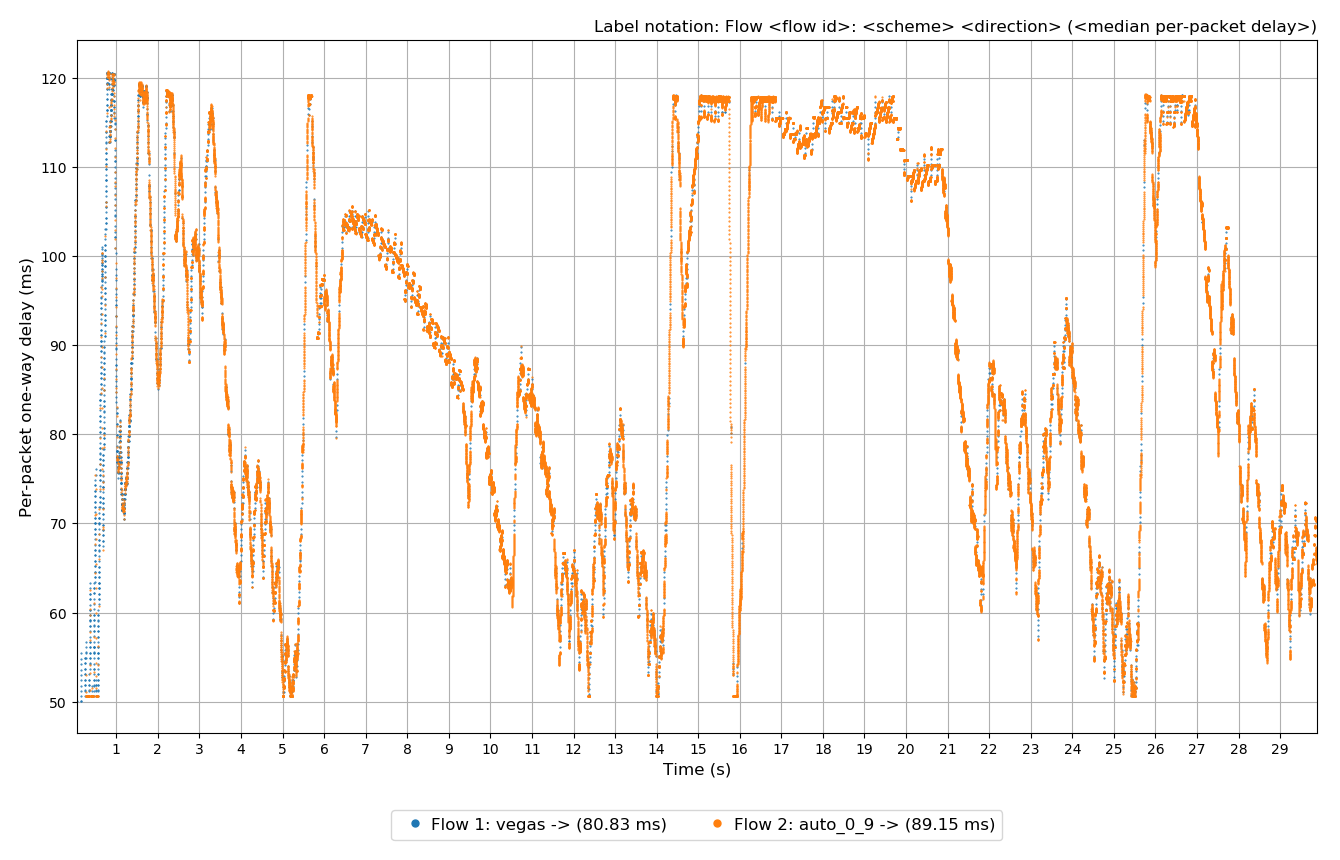 Label notation: Flow <flow id>: <scheme> <direction> (<median per-packet delay>)
120
110
100
90
80
70
60
50
Per-packet one-way delay (ms)
1 2 3 4 5 6 7 8 9 10 11 12 13 14 15 16 17 18 19 20 21 22 23 24 25 26 27 28 29
Time (s)
Flow 1: vegas -> (80.83 ms) Flow 2: auto_0_9 -> (89.15 ms)